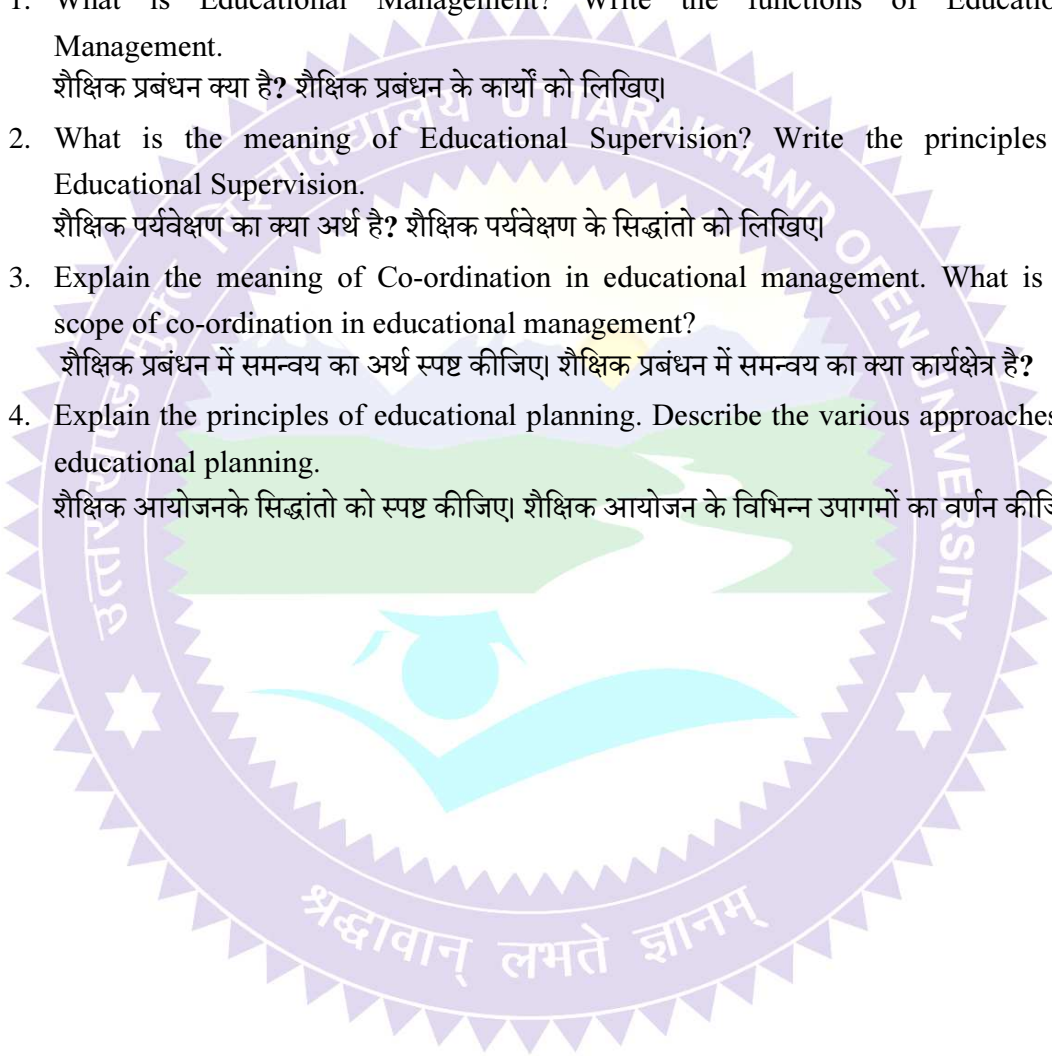 1. What is Educational Management? Write the functions of Educatio
Management.
शैक्षिक प्रबंधन क्या है? शैक्षिक प्रबंधन के कार्यों को लिखिए।
2. What is the meaning of Educational Supervision? Write the principles
Educational Supervision.
शैक्षिक पर्यवेक्षण का क्या अर्थ है? शैक्षिक पर्यवेक्षण के सिद्धांतो को लिखिए।
3. Explain the meaning of Co-ordination in educational management. What is
scope of co-ordination in educational management?
शैक्षिक प्रबंधन में समन्वय का अर्थ स्पष्ट कीजिए। शैक्षिक प्रबंधन में समन्वय का क्या कार्यक्षेत्र है?
4. Explain the principles of educational planning. Describe the various approaches
educational planning.
शैक्षिक आयोजनके सिद्धांतो को स्पष्ट कीजिए। शैक्षिक आयोजन के विभिन्न उपागमों का वर्णन कीजि
UTTARAKHAND OPEN UNIVERSITY
श्रद्धावान् लभते ज्ञानम्